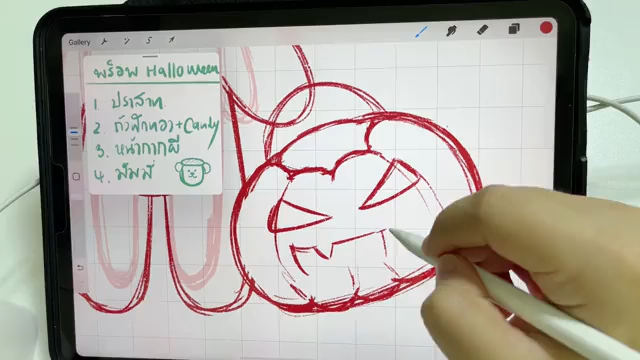 Gallery
พร็อพ Halloween
1 ปราสาท
2 ถังฟักทอง + Candy
3. หน้ากากผี
4. มัมมี่